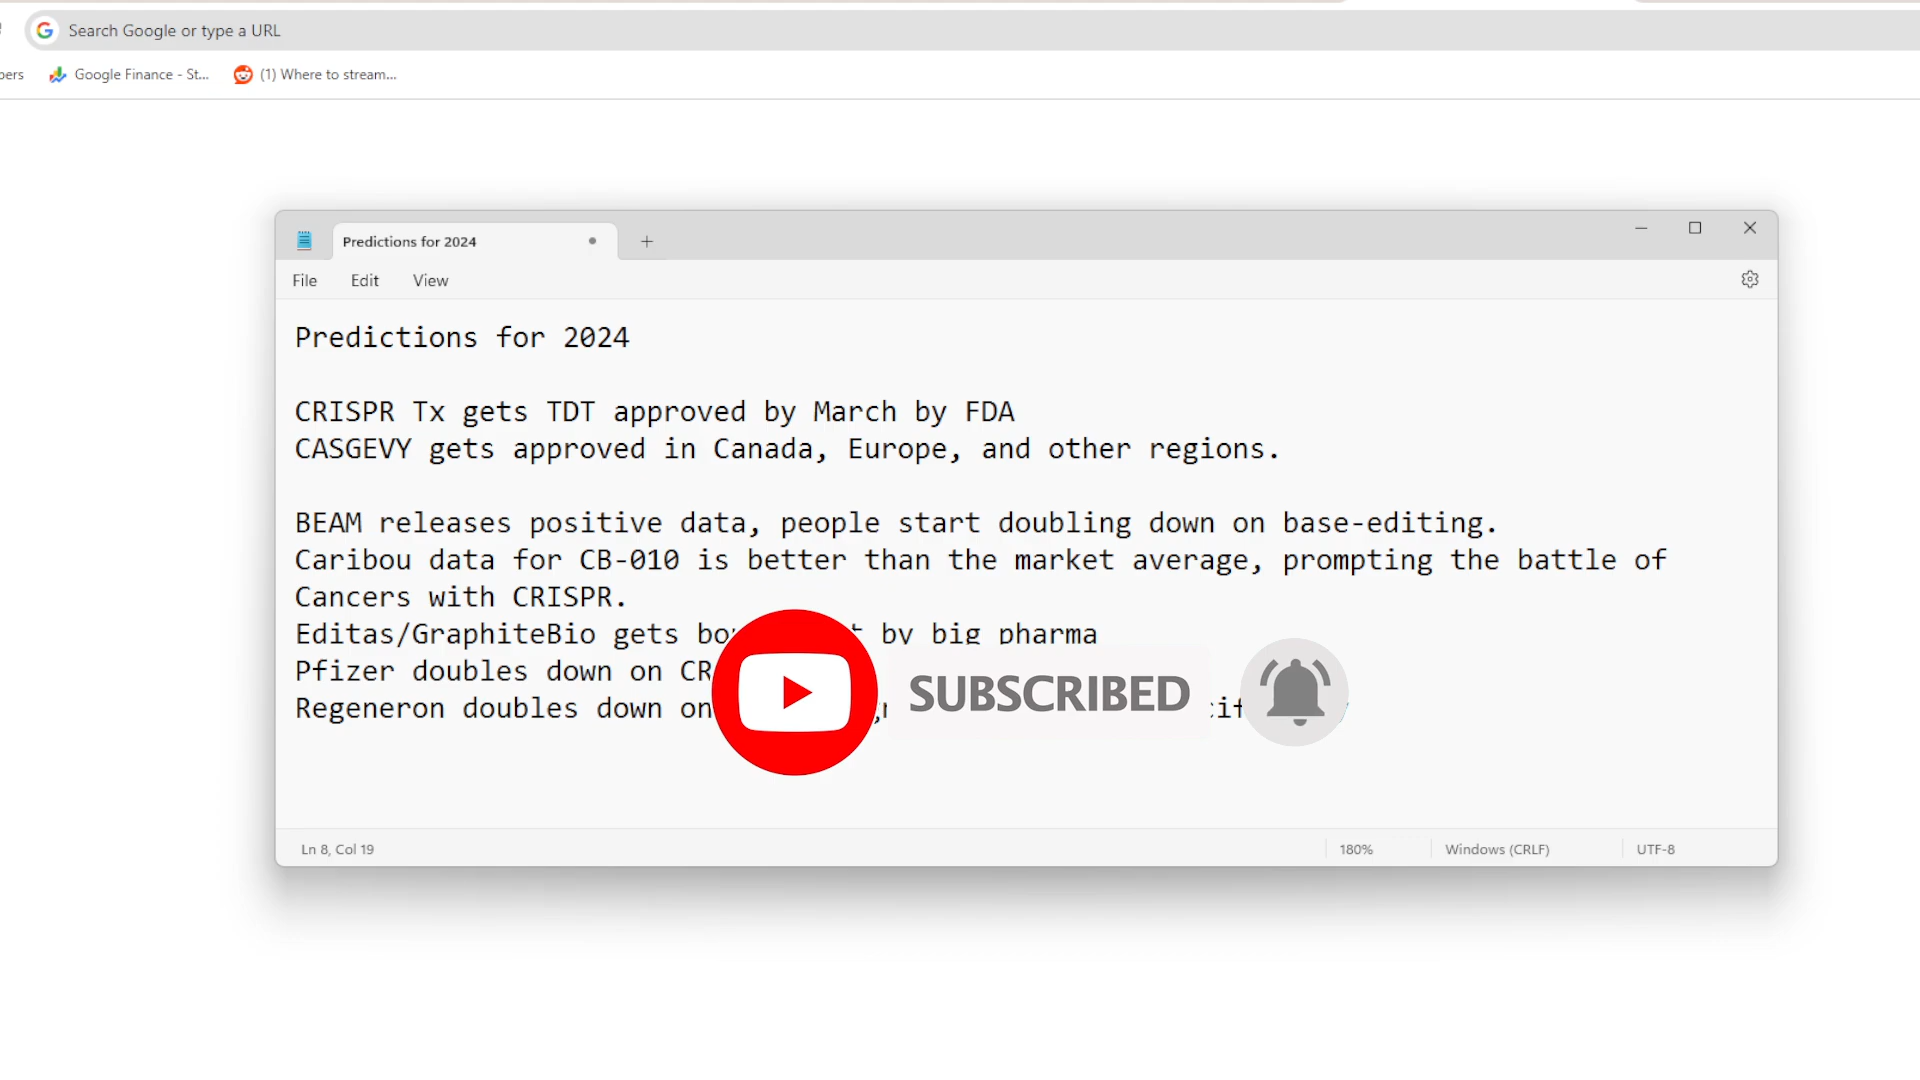 Search Google or type a URL
Google Finance - St...
(1) Where to stream...
Predictions for 2024
File Edit View
Predictions for 2024
CRISPR Tx gets TDT approved by March by FDA
CASGEVY gets approved in Canada, Europe, and other regions.
BEAM releases positive data, people start doubling down on base-editing.
Caribou data for CB-010 is better than the market average, prompting the battle of
Cancers with CRISPR.
Editas/GraphiteBio gets by big pharma
Pfizer doubles down on
Regeneron doubles down on
SUBSCRIBED
Ln 8, Col 19
180%
Windows (CRLF)
UTF-8